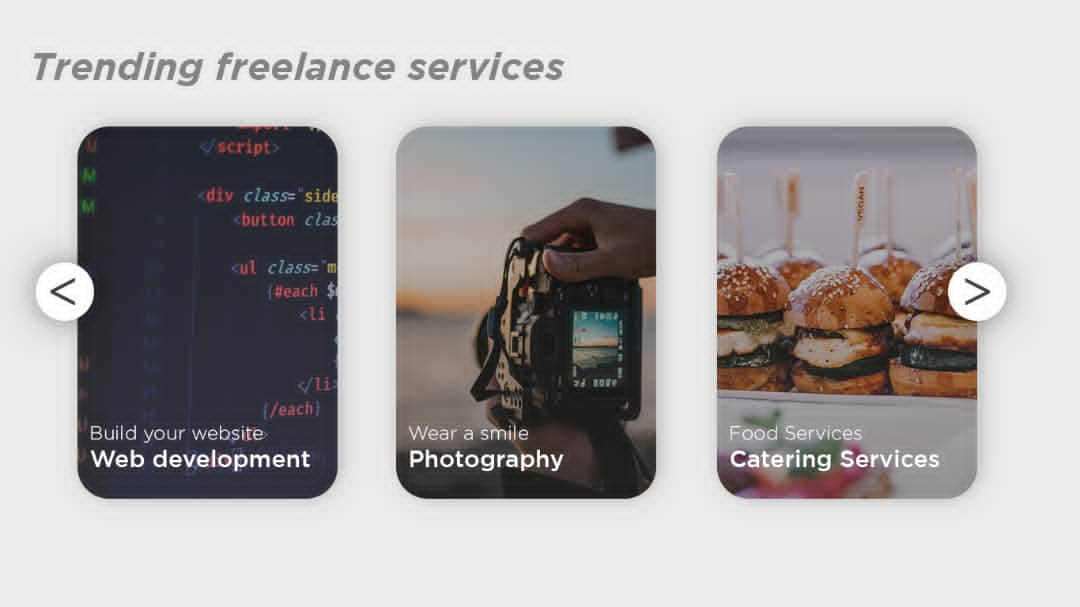 Trending freelance services
</script>
<div class="side
<button clas
<ul class="m
{#each $
<li
</li>
{/each}
VEGAN
<
>
Build your website
Web development
Wear a smile
Photography
Food Services
Catering Services